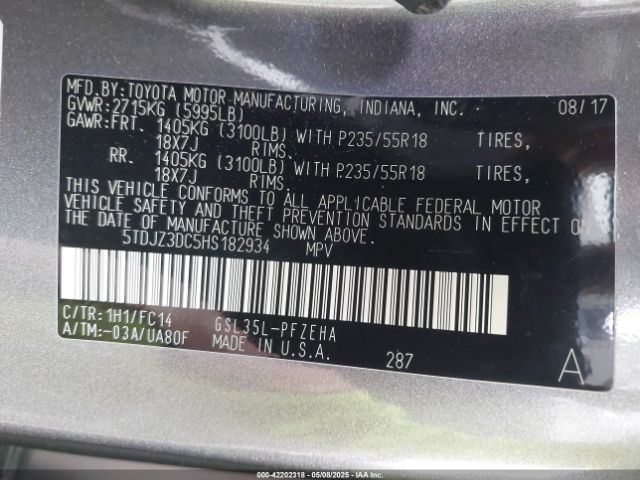 MFD.BY:TOYOTA MOTOR MANUFACTURING, INDIANA, INC. 08/17
GVWR:2715KG (5995LB)
GAWR:FRT. 1405KG (3100LB) WITH P235/55R18 TIRES,
18X7J RIMS.
RR. 1405KG (3100LB) WITH P235/55R18 TIRES,
18X7J RIMS.
THIS VEHICLE CONFORMS TO ALL APPLICABLE FEDERAL MOTOR
VEHICLE SAFETY AND THEFT PREVENTION STANDARDS IN EFFECT ON
THE DATE OF MANUFACTURE SHOWN ABOVE.
5TDJZ3DC5HS182934 MPV
C/TR:1H1/FC14 GSL35L-PFZEHA
A/TM:-03A/UA80F MADE IN U.S.A. 287 A
000-42202318 - 05/08/2025 - IAAI.com